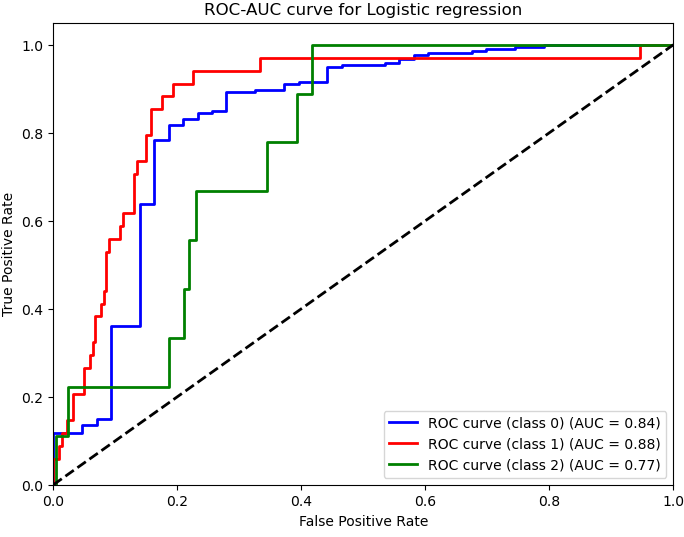 ROC-AUC curve for Logistic regression
True Positive Rate
1.0
0.8
0.6
0.4
0.2
0.0
0.0 0.2 0.4 0.6 0.8 1.0
False Positive Rate
ROC curve (class 0) (AUC = 0.84)
ROC curve (class 1) (AUC = 0.88)
ROC curve (class 2) (AUC = 0.77)